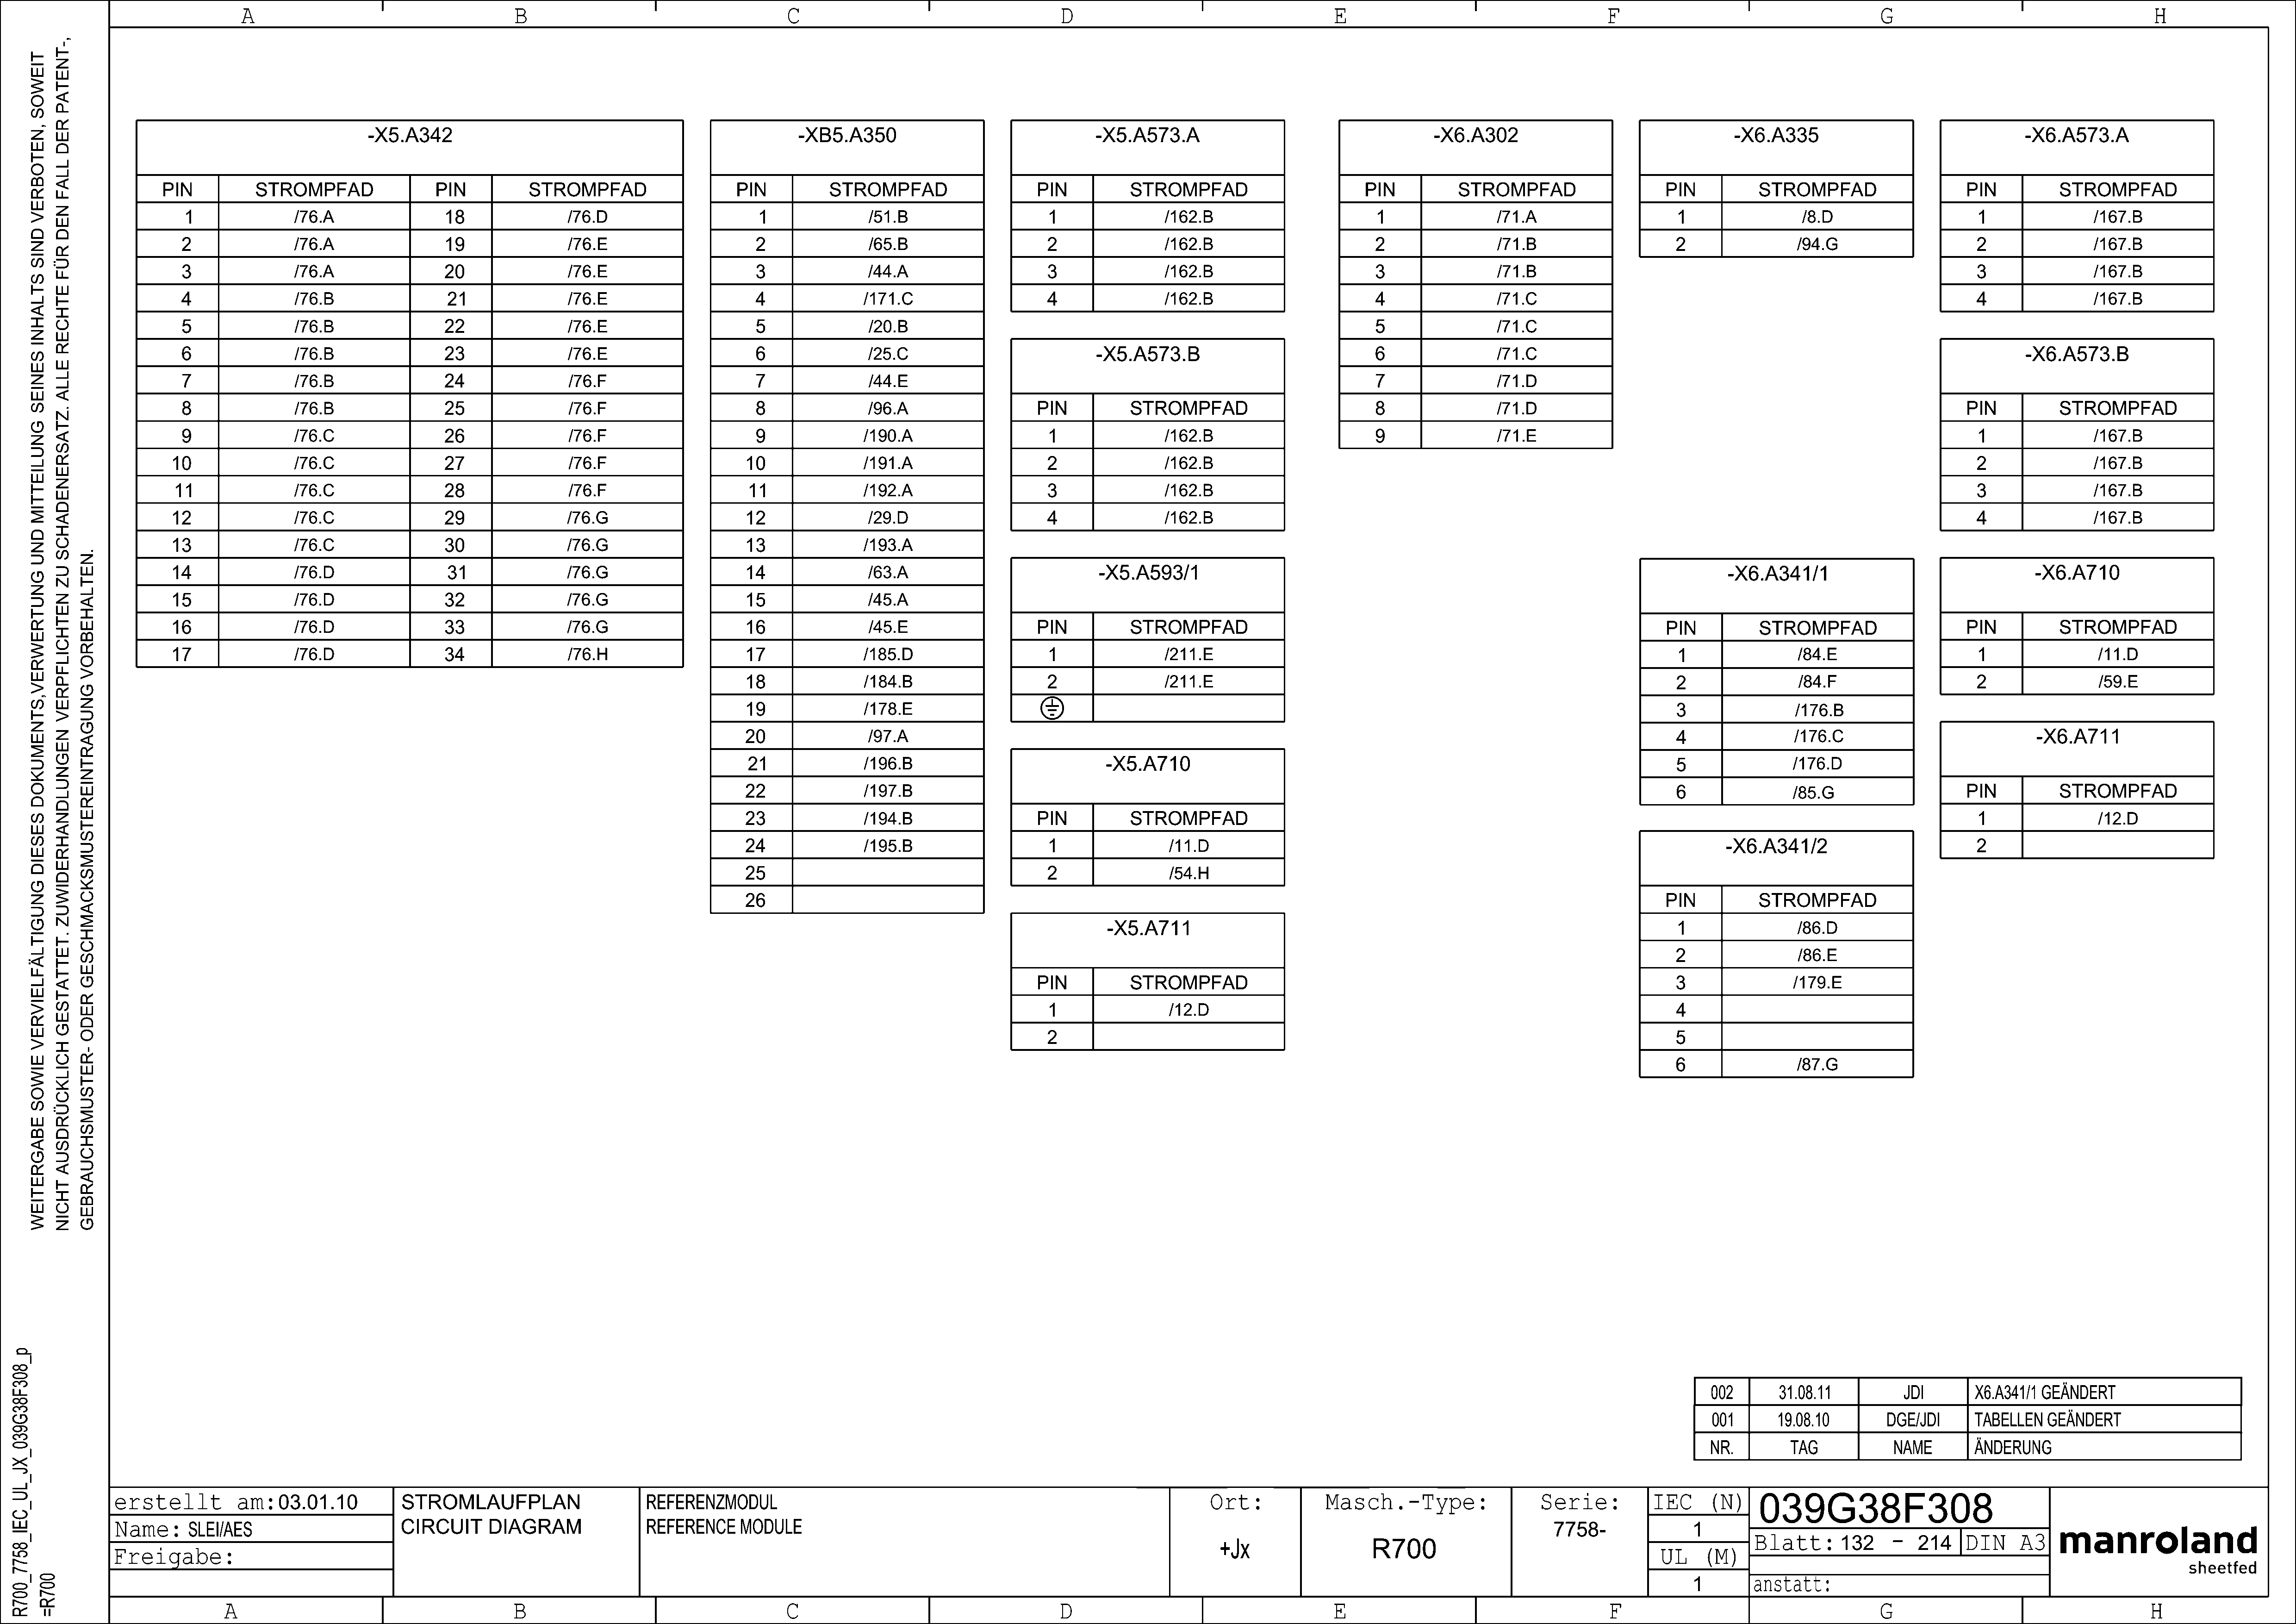 A B C D E F G H
WEITERGABE SOWIE VERVIELFÄLTIGUNG DIESES DOKUMENTS,VERWERTUNG UND MITTEILUNG SEINES INHALTS SIND VERBOTEN, SOWEIT
NICHT AUSDRÜCKLICH GESTATTET. ZUWIDERHANDLUNGEN VERPFLICHTEN ZU SCHADENERSATZ. ALLE RECHTE FÜR DEN FALL DER PATENT-,
GEBRAUCHSMUSTER- ODER GESCHMACKSMUSTEREINTRAGUNG VORBEHALTEN.
R700_7758_IEC_UL_JX_039G38F308_p
=R700
-X5.A342
PIN STROMPFAD PIN STROMPFAD
1 /76.A 18 /76.D
2 /76.A 19 /76.E
3 /76.A 20 /76.E
4 /76.B 21 /76.E
5 /76.B 22 /76.E
6 /76.B 23 /76.E
7 /76.B 24 /76.F
8 /76.B 25 /76.F
9 /76.C 26 /76.F
10 /76.C 27 /76.F
11 /76.C 28 /76.F
12 /76.C 29 /76.G
13 /76.C 30 /76.G
14 /76.D 31 /76.G
15 /76.D 32 /76.G
16 /76.D 33 /76.G
17 /76.D 34 /76.H
-XB5.A350
PIN STROMPFAD
1 /51.B
2 /65.B
3 /44.A
4 /171.C
5 /20.B
6 /25.C
7 /44.E
8 /96.A
9 /190.A
10 /191.A
11 /192.A
12 /29.D
13 /193.A
14 /63.A
15 /45.A
16 /45.E
17 /185.D
18 /184.B
19 /178.E
20 /97.A
21 /196.B
22 /197.B
23 /194.B
24 /195.B
25
26
-X5.A573.A
PIN STROMPFAD
1 /162.B
2 /162.B
3 /162.B
4 /162.B
-X5.A573.B
PIN STROMPFAD
1 /162.B
2 /162.B
3 /162.B
4 /162.B
-X5.A593/1
PIN STROMPFAD
1 /211.E
2 /211.E
-X5.A710
PIN STROMPFAD
1 /11.D
2 /54.H
-X5.A711
PIN STROMPFAD
1 /12.D
2
-X6.A302
PIN STROMPFAD
1 /71.A
2 /71.B
3 /71.B
4 /71.C
5 /71.C
6 /71.C
7 /71.D
8 /71.D
9 /71.E
-X6.A335
PIN STROMPFAD
1 /8.D
2 /94.G
-X6.A341/1
PIN STROMPFAD
1 /84.E
2 /84.F
3 /176.B
4 /176.C
5 /176.D
6 /85.G
-X6.A341/2
PIN STROMPFAD
1 /86.D
2 /86.E
3 /179.E
4
5
6 /87.G
-X6.A573.A
PIN STROMPFAD
1 /167.B
2 /167.B
3 /167.B
4 /167.B
-X6.A573.B
PIN STROMPFAD
1 /167.B
2 /167.B
3 /167.B
4 /167.B
-X6.A710
PIN STROMPFAD
1 /11.D
2 /59.E
-X6.A711
PIN STROMPFAD
1 /12.D
2
002 31.08.11 JDI X6.A341/1 GEÄNDERT
001 19.08.10 DGE/JDI TABELLEN GEÄNDERT
NR. TAG NAME ÄNDERUNG
erstellt am: 03.01.10
Name: SLEI/AES
Freigabe:
STROMLAUFPLAN
CIRCUIT DIAGRAM
REFERENZMODUL
REFERENCE MODULE
Ort:
+Jx
Masch.-Type:
R700
Serie:
7758-
IEC (N)
1
UL (M)
1
039G38F308
Blatt: 132 - 214 DIN A3
anstatt:
manroland
sheetfed
A B C D E F G H